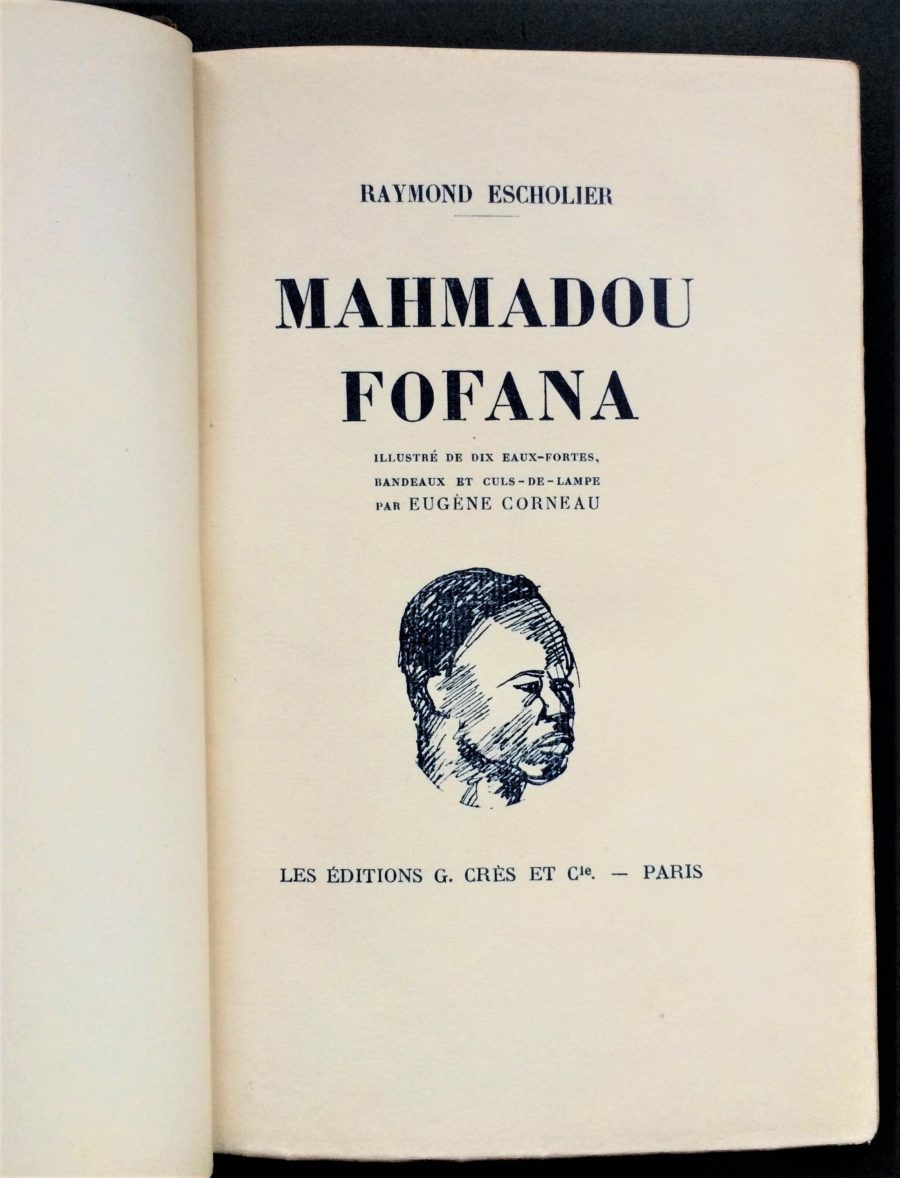 RAYMOND ESCHOLIER
MAHMADOU
FOFANA
ILLUSTRÉ DE DIX EAUX-FORTES,
BANDEAUX ET CULS-DE-LAMPE
PAR EUGÈNE CORNEAU
LES ÉDITIONS G. CRÈS ET Cie. — PARIS